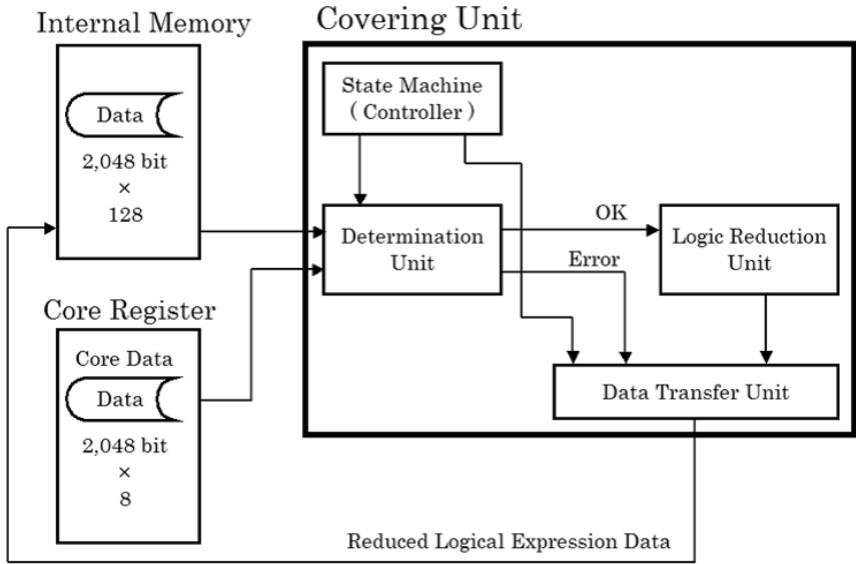 Internal Memory
Data
2,048 bit
×
128
Core Register
Core Data
Data
2,048 bit
×
8
Covering Unit
State Machine
( Controller )
Determination
Unit
OK
Error
Logic Reduction
Unit
Data Transfer Unit
Reduced Logical Expression Data